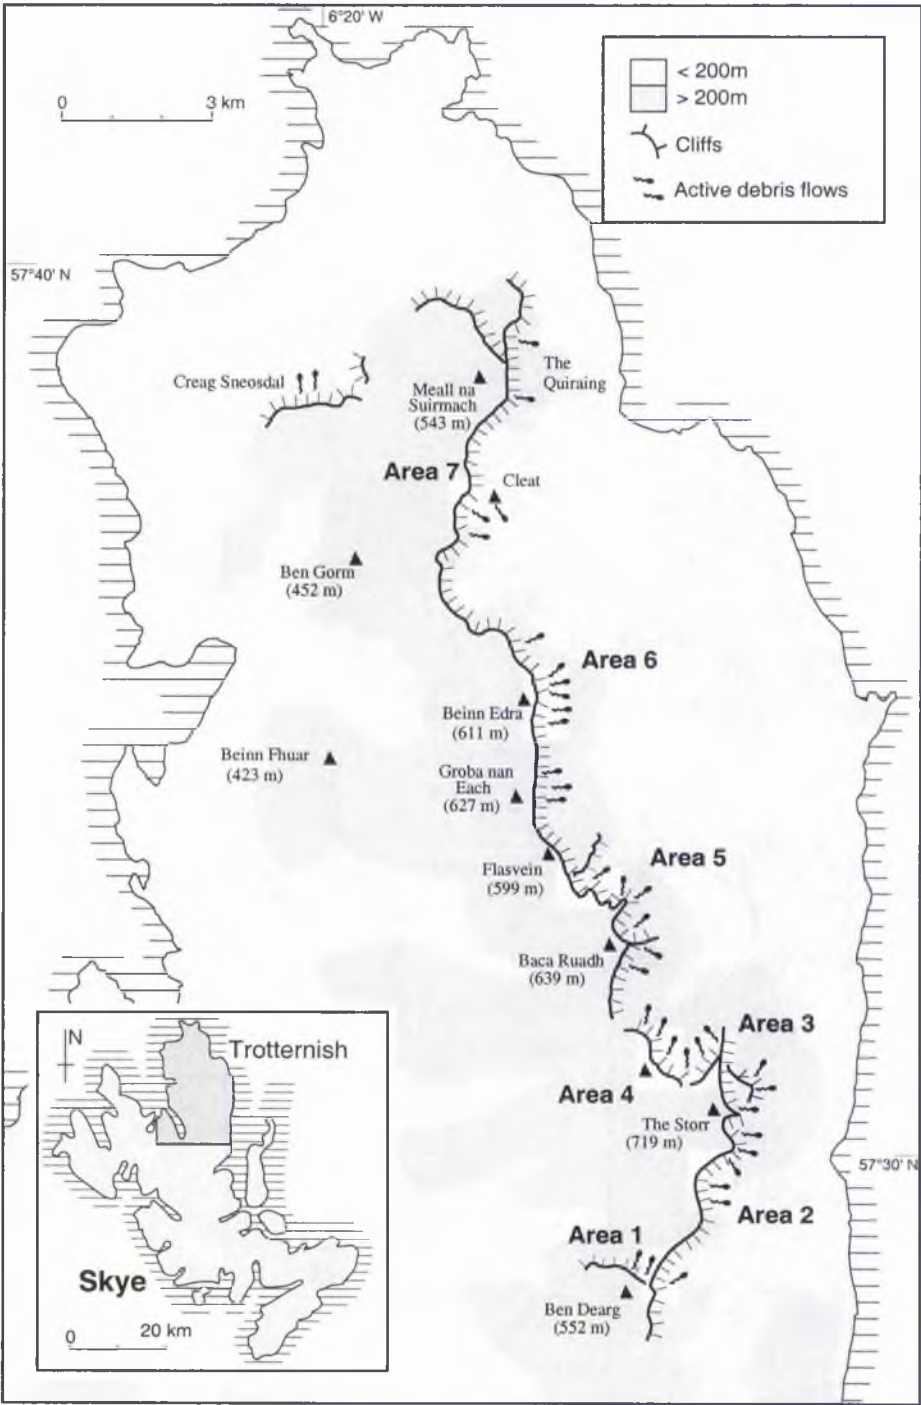 6°20' W
0 3 km
< 200m
> 200m
Cliffs
Active debris flows
57°40' N
Creag Sneosdal
The
Quiraing
Meall na
Suirmach
(543 m)
Area 7
Cleat
Ben Gorm
(452 m)
Area 6
Beinn Edra
(611 m)
Beinn Fhuar
(423 m)
Groba nan
Each
(627 m)
Area 5
Flasvein
(599 m)
Baca Ruadh
(639 m)
Area 3
Area 4
The Storr
(719 m)
57°30' N
Area 2
Area 1
Ben Dearg
(552 m)
N
Trotternish
Skye
0 20 km